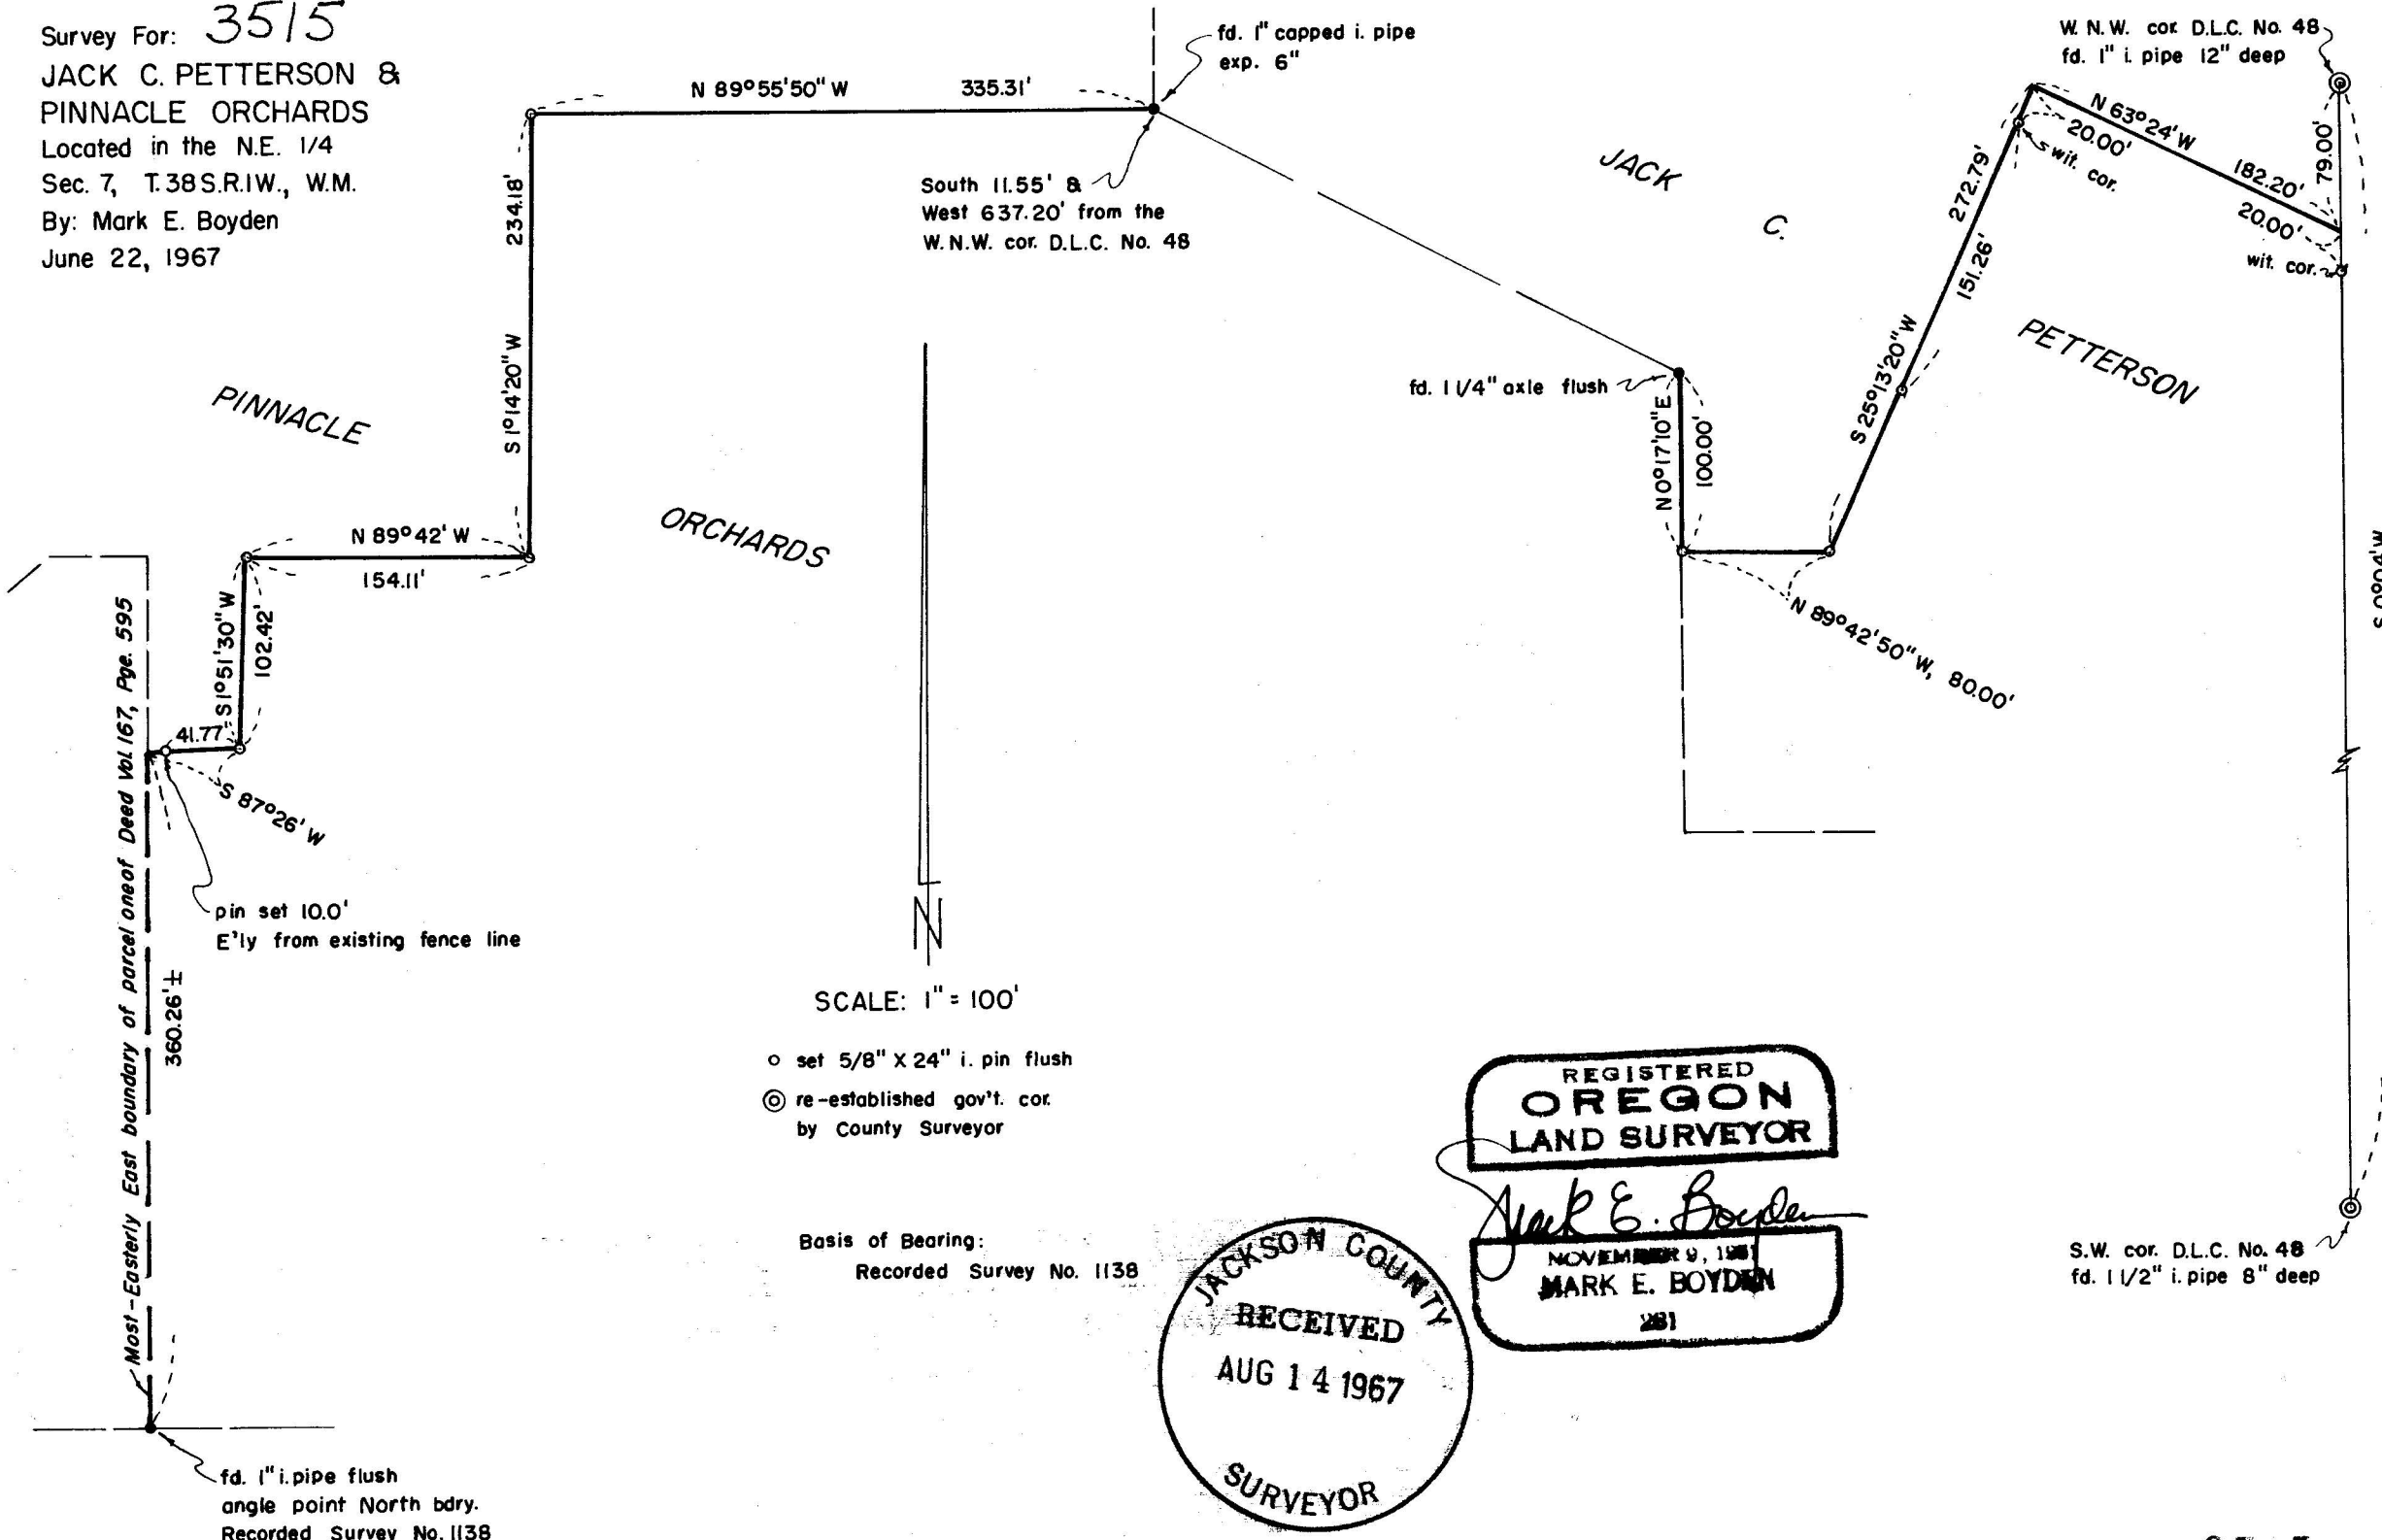 Survey For: 3515
JACK C. PETTERSON &
PINNACLE ORCHARDS
Located in the N.E. 1/4
Sec. 7, T.38S.R.1W., W.M.
By: Mark E. Boyden
June 22, 1967
N 89°55'50" W 335.31'
fd. 1" capped i. pipe
exp. 6"
South 11.55' &
West 637.20' from the
W.N.W. cor. D.L.C. No. 48
W. N.W. cor. D.L.C. No. 48
fd. 1" i. pipe 12" deep
N 63°24' W
182.20'
20.00'
wit. cor.
79.00'
20.00'
wit. cor.
272.79'
151.26'
S 25°13'20" W
JACK
C.
PETTERSON
234.18'
S 1°14'20" W
PINNACLE
ORCHARDS
fd. 1 1/4" axle flush
N 0°17'10" E
100.00'
N 89°42'50" W, 80.00'
S 0°04' W
N 89°42' W
154.11'
S 1°51'30" W
102.42'
41.77'
S 87°26' W
pin set 10.0'
E'ly from existing fence line
Most-Easterly East boundary of parcel one of Deed Vol. 167, Pge. 595
360.26'±
N
SCALE: 1" = 100'
set 5/8" X 24" i. pin flush
re-established gov't. cor.
by County Surveyor
Basis of Bearing:
Recorded Survey No. 1138
REGISTERED
OREGON
LAND SURVEYOR
Mark E. Boyden
NOVEMBER 9, 1951
MARK E. BOYDEN
281
JACKSON COUNTY
RECEIVED
AUG 14 1967
SURVEYOR
S.W. cor. D.L.C. No. 48
fd. 1 1/2" i. pipe 8" deep
fd. 1" i. pipe flush
angle point North bdry.
Recorded Survey No. 1138